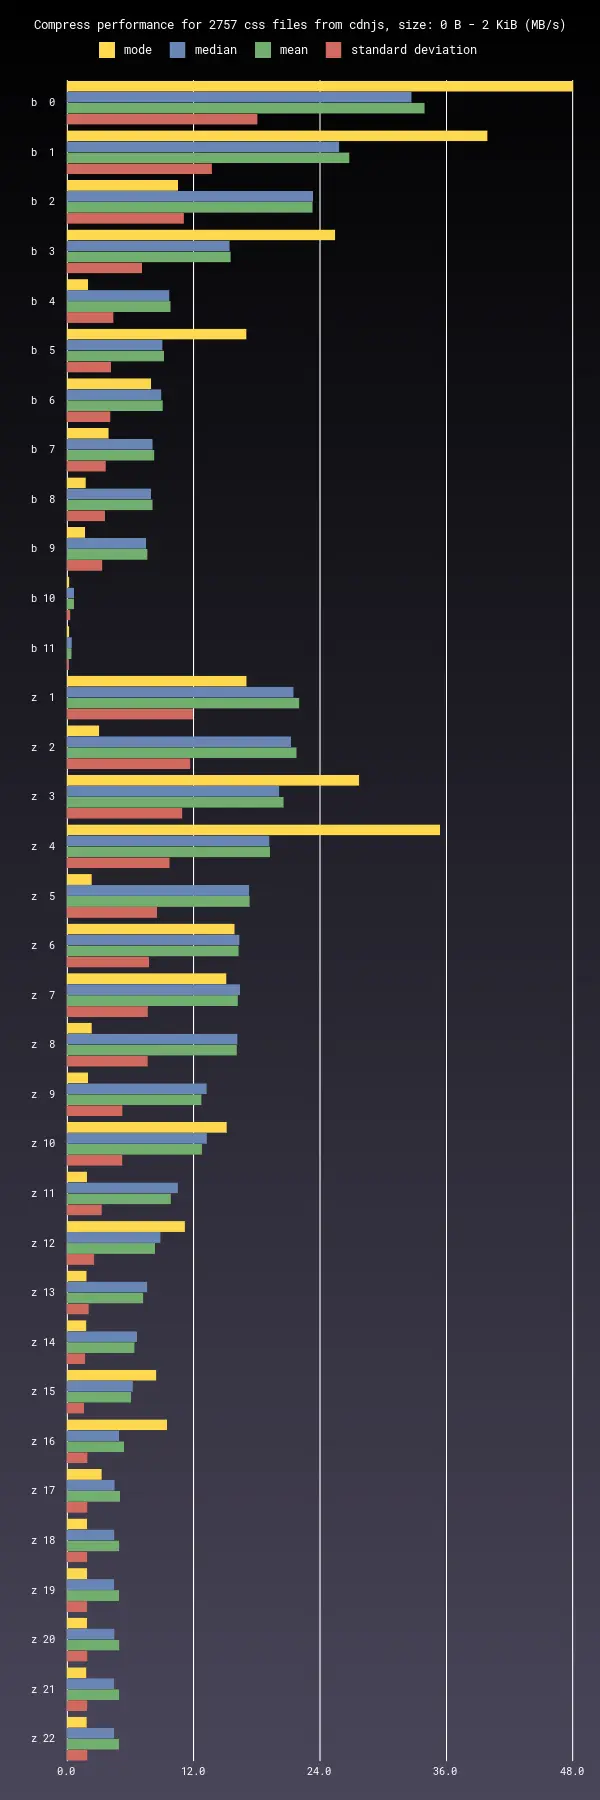 Compress performance for 2757 css files from cdnjs, size: 0 B - 2 KiB (MB/s)
mode median mean standard deviation
b 0
b 1
b 2
b 3
b 4
b 5
b 6
b 7
b 8
b 9
b 10
b 11
z 1
z 2
z 3
z 4
z 5
z 6
z 7
z 8
z 9
z 10
z 11
z 12
z 13
z 14
z 15
z 16
z 17
z 18
z 19
z 20
z 21
z 22
0.0 12.0 24.0 36.0 48.0